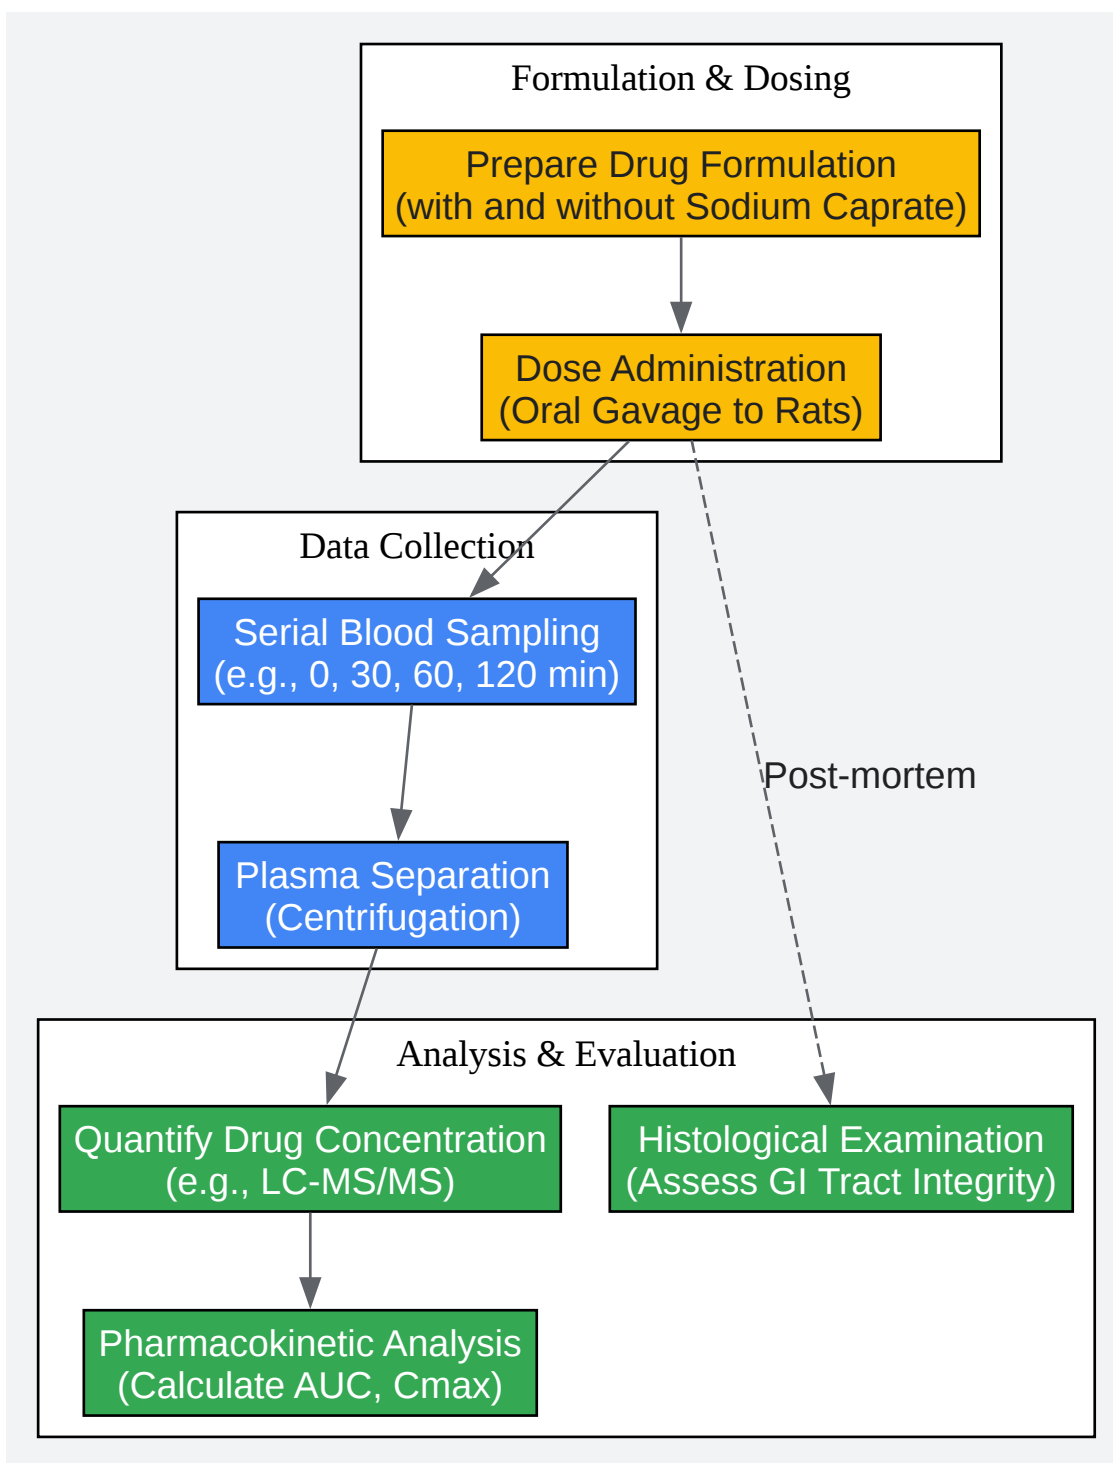 Formulation & Dosing
Prepare Drug Formulation
(with and without Sodium Caprate)
Dose Administration
(Oral Gavage to Rats)
Data Collection
Serial Blood Sampling
(e.g., 0, 30, 60, 120 min)
Post-mortem
Plasma Separation
(Centrifugation)
Analysis & Evaluation
Quantify Drug Concentration
(e.g., LC-MS/MS)
Histological Examination
(Assess GI Tract Integrity)
Pharmacokinetic Analysis
(Calculate AUC, Cmax)